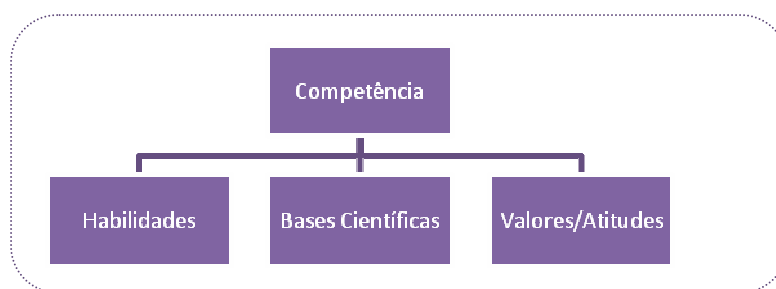 Competência
Habilidades
Bases Científicas
Valores/Atitudes